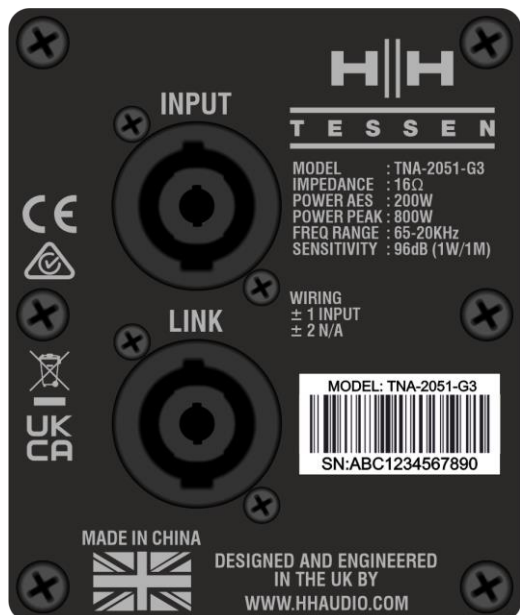 HH
TESSEN
INPUT
MODEL : TNA-2051-G3
IMPEDANCE : 16Ω
POWER AES : 200W
POWER PEAK : 800W
FREQ RANGE : 65-20KHz
SENSITIVITY : 96dB (1W/1M)
CE
WIRING
± 1 INPUT
± 2 N/A
LINK
UK
CA
MODEL: TNA-2051-G3
SN:ABC1234567890
MADE IN CHINA
DESIGNED AND ENGINEERED
IN THE UK BY
WWW.HHAUDIO.COM